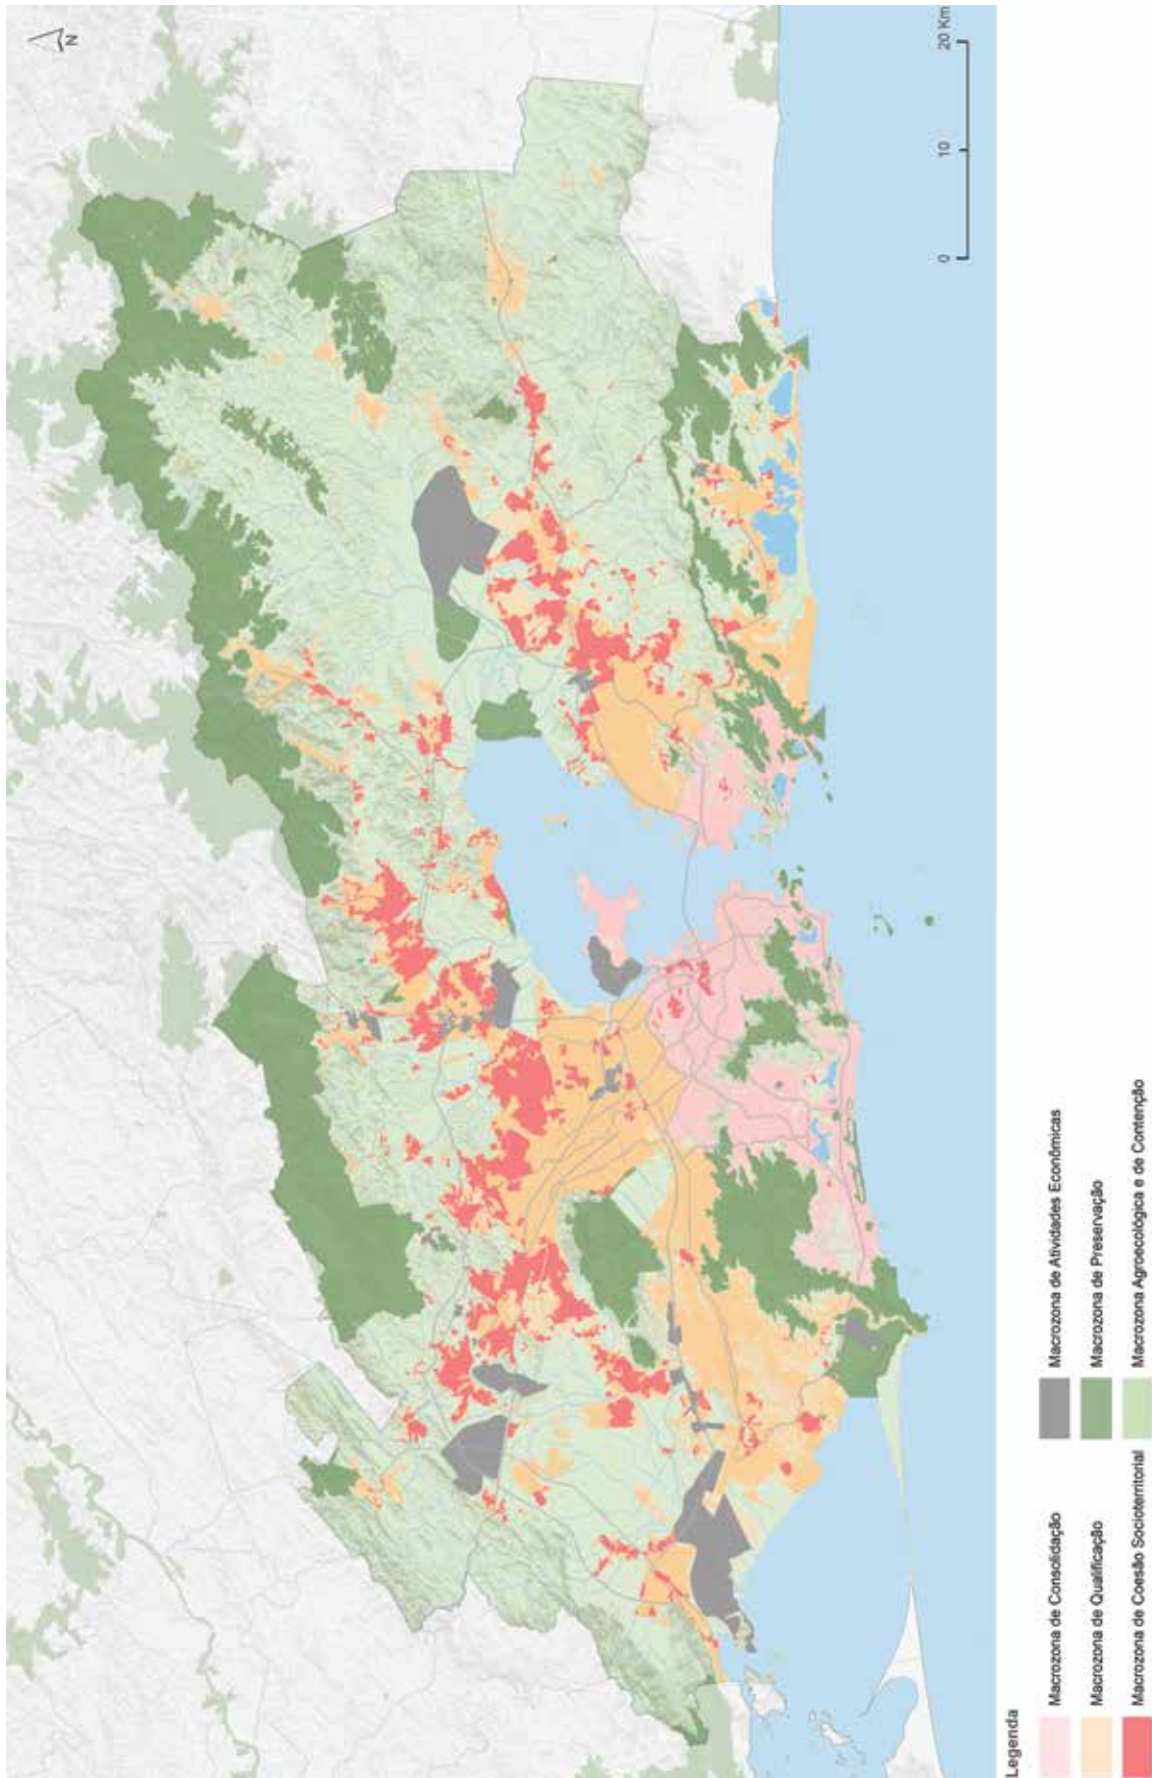 N
0 10 20 Km
Legenda
Macrozona de Consolidação
Macrozona de Qualificação
Macrozona de Coesão Socioterritorial
Macrozona de Atividades Econômicas
Macrozona de Preservação
Macrozona Agroecológica e de Contenção